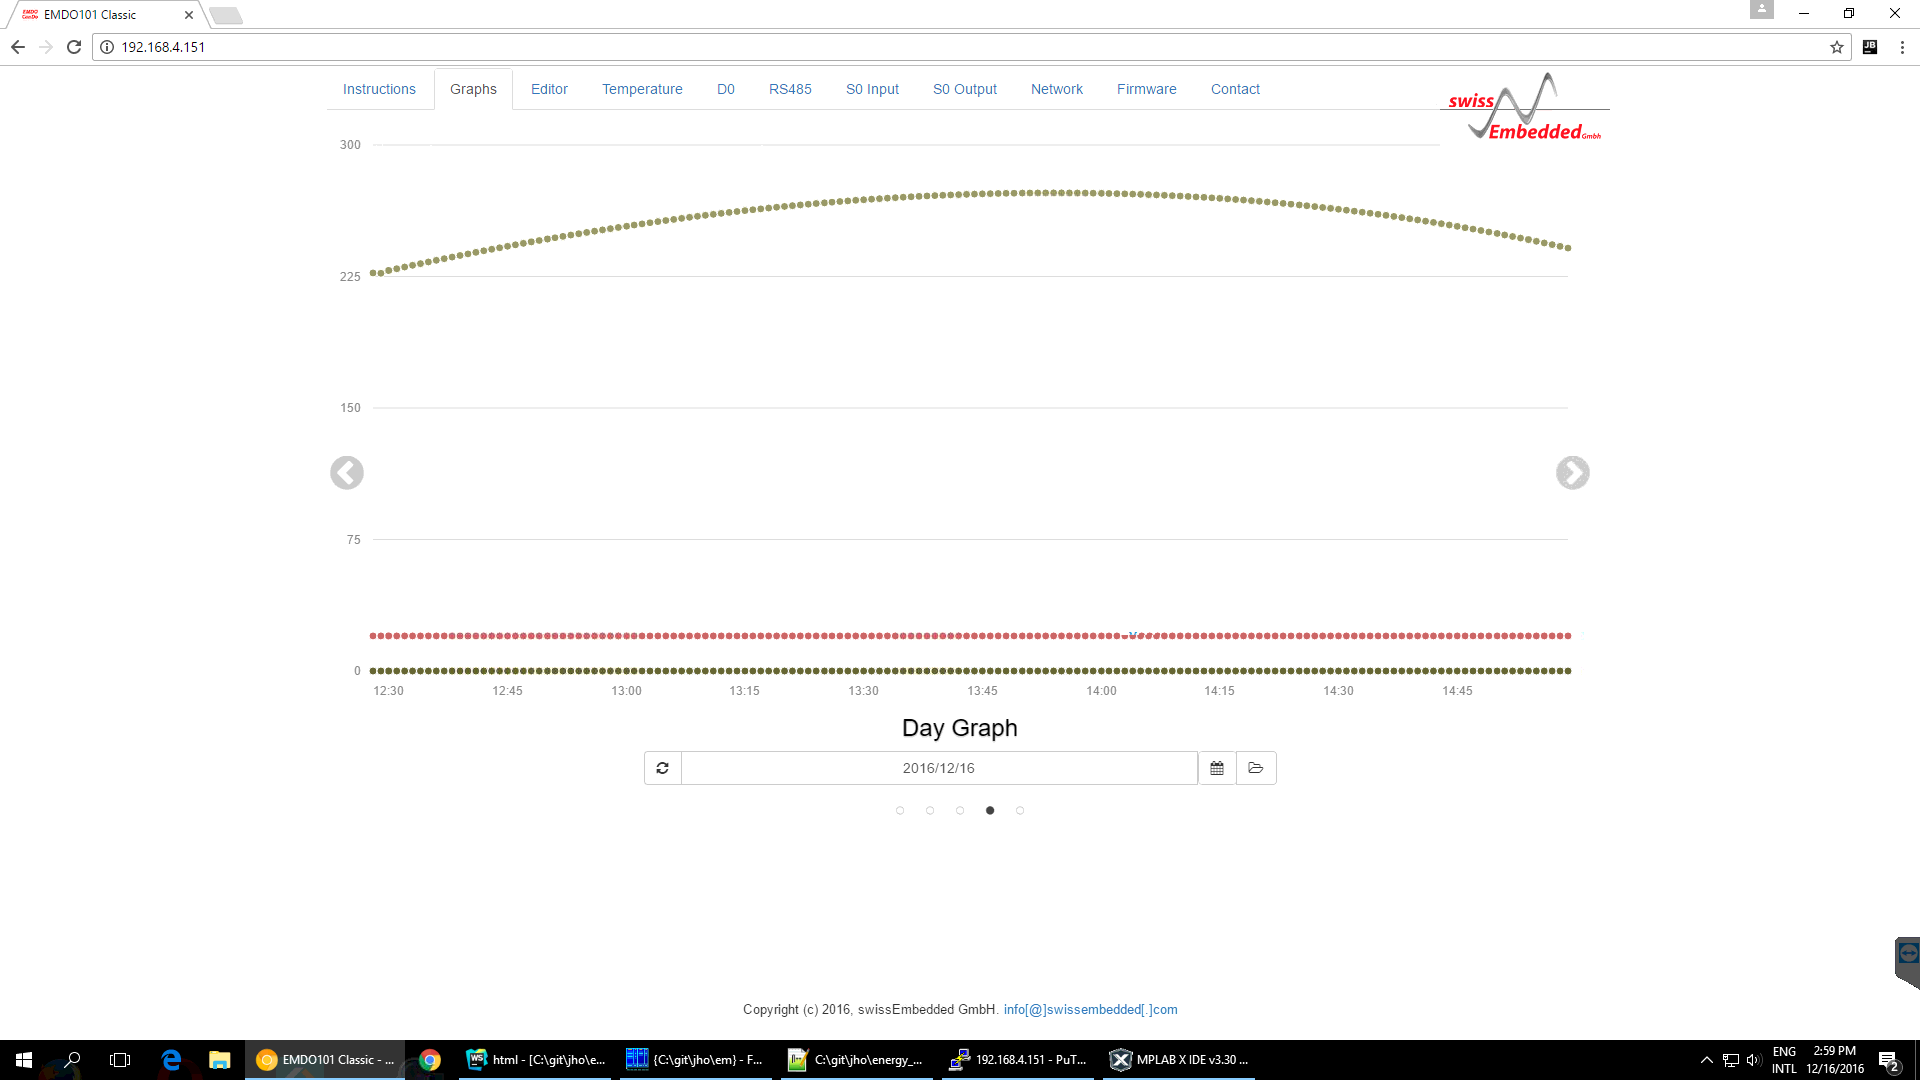 EMDO101 Classic
192.168.4.151
Instructions Graphs Editor Temperature D0 RS485 S0 Input S0 Output Network Firmware Contact
swiss
Embedded GmbH
300
225
150
75
0
12:30 12:45 13:00 13:15 13:30 13:45 14:00 14:15 14:30 14:45
Day Graph
2016/12/16
Copyright (c) 2016, swissEmbedded GmbH. info[@]swissembedded[.]com
EMDO101 Classic - ... html - [C:\git\jho\e... {C:\git\jho\em} - F... C:\git\jho\energy_... 192.168.4.151 - PuT... MPLAB X IDE v3.30 ...
ENG 2:59 PM
INTL 12/16/2016
2